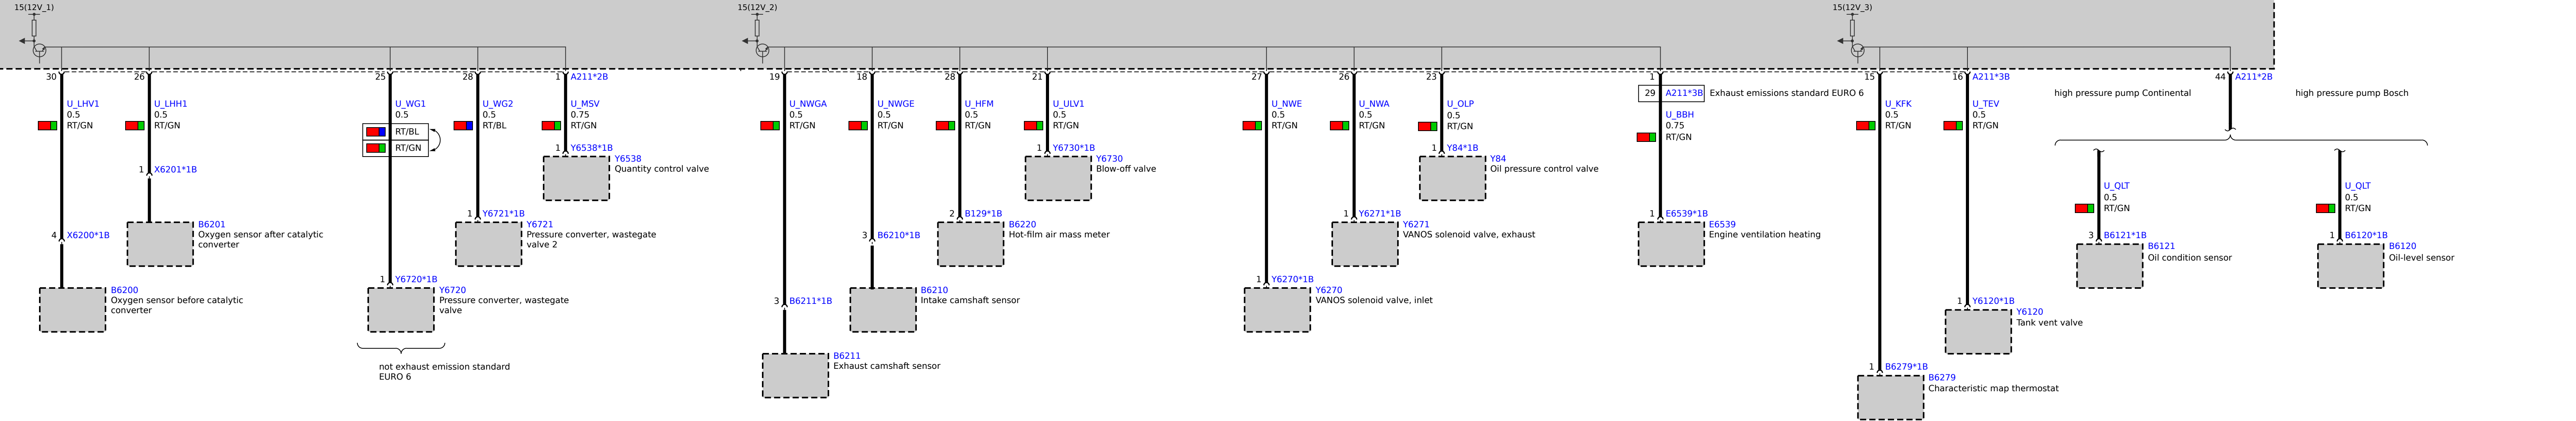 15(12V_1)
15(12V_2)
15(12V_3)
30
26
25
28
1
A211*2B
19
18
28
21
27
26
23
1
15
16
A211*3B
44
A211*2B
29
A211*3B
Exhaust emissions standard EURO 6
high pressure pump Continental
high pressure pump Bosch
U_LHV1
0.5
RT/GN
4
X6200*1B
B6200
Oxygen sensor before catalytic
converter
U_LHH1
0.5
RT/GN
1
X6201*1B
B6201
Oxygen sensor after catalytic
converter
U_WG1
0.5
RT/BL
RT/GN
1
Y6720*1B
Y6720
Pressure converter, wastegate
valve
not exhaust emission standard
EURO 6
U_WG2
0.5
RT/BL
1
Y6721*1B
Y6721
Pressure converter, wastegate
valve 2
U_MSV
0.75
RT/GN
1
Y6538*1B
Y6538
Quantity control valve
U_NWGA
0.5
RT/GN
3
B6211*1B
B6211
Exhaust camshaft sensor
U_NWGE
0.5
RT/GN
3
B6210*1B
B6210
Intake camshaft sensor
U_HFM
0.5
RT/GN
2
B129*1B
B6220
Hot-film air mass meter
U_ULV1
0.5
RT/GN
1
Y6730*1B
Y6730
Blow-off valve
U_NWE
0.5
RT/GN
1
Y6270*1B
Y6270
VANOS solenoid valve, inlet
U_NWA
0.5
RT/GN
1
Y6271*1B
Y6271
VANOS solenoid valve, exhaust
U_OLP
0.5
RT/GN
1
Y84*1B
Y84
Oil pressure control valve
U_BBH
0.75
RT/GN
1
E6539*1B
E6539
Engine ventilation heating
U_KFK
0.5
RT/GN
1
B6279*1B
B6279
Characteristic map thermostat
U_TEV
0.5
RT/GN
1
Y6120*1B
Y6120
Tank vent valve
U_QLT
0.5
RT/GN
3
B6121*1B
B6121
Oil condition sensor
U_QLT
0.5
RT/GN
1
B6120*1B
B6120
Oil-level sensor